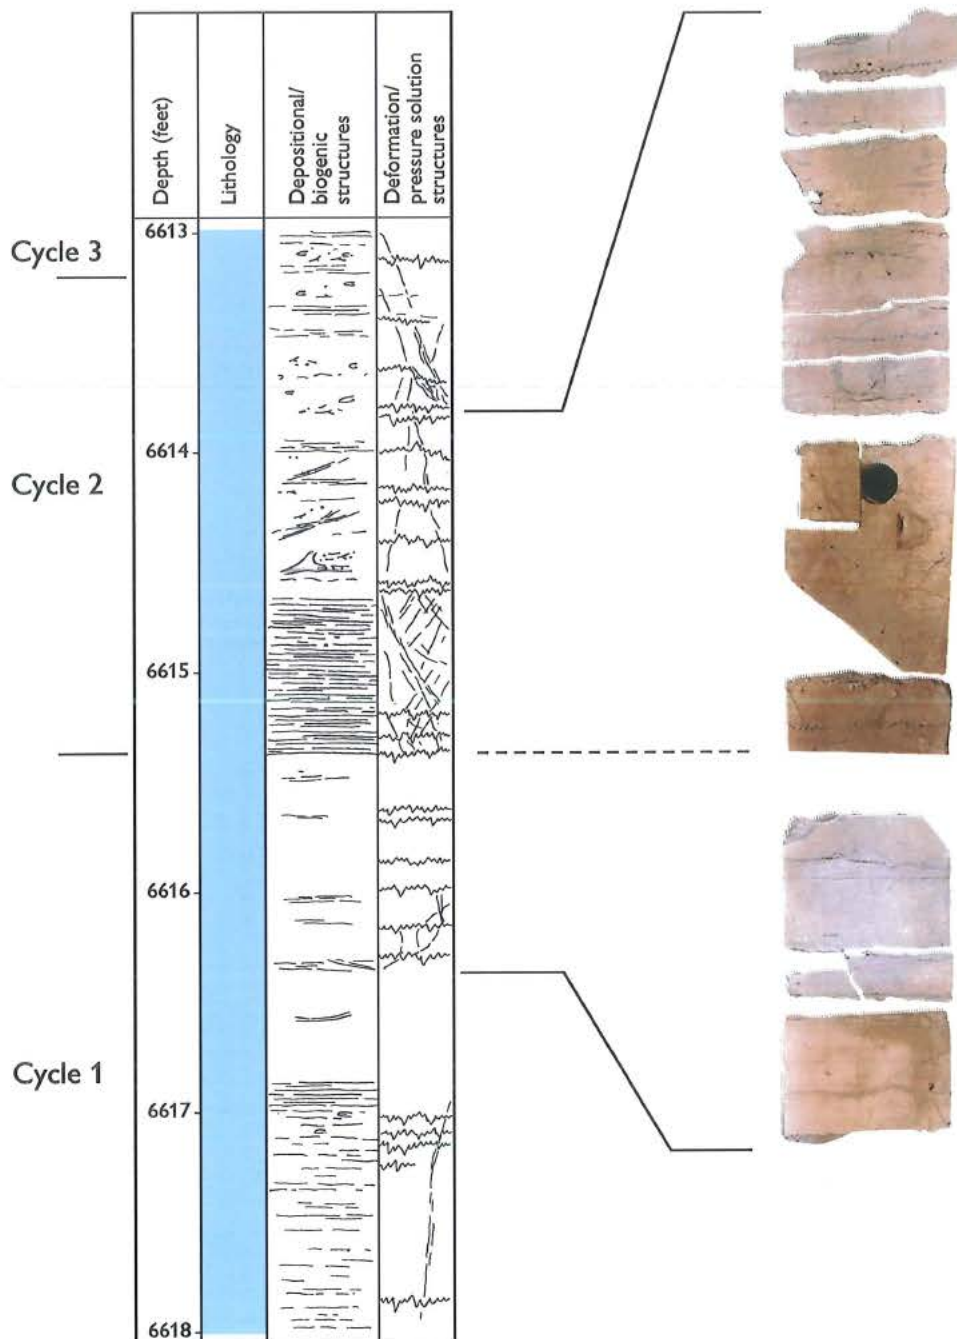 Depth (feet)
Lithology
Depositional/
biogenic
structures
Deformation/
pressure solution
structures
6613
Cycle 3
6614
Cycle 2
6615
6616
Cycle 1
6617
6618